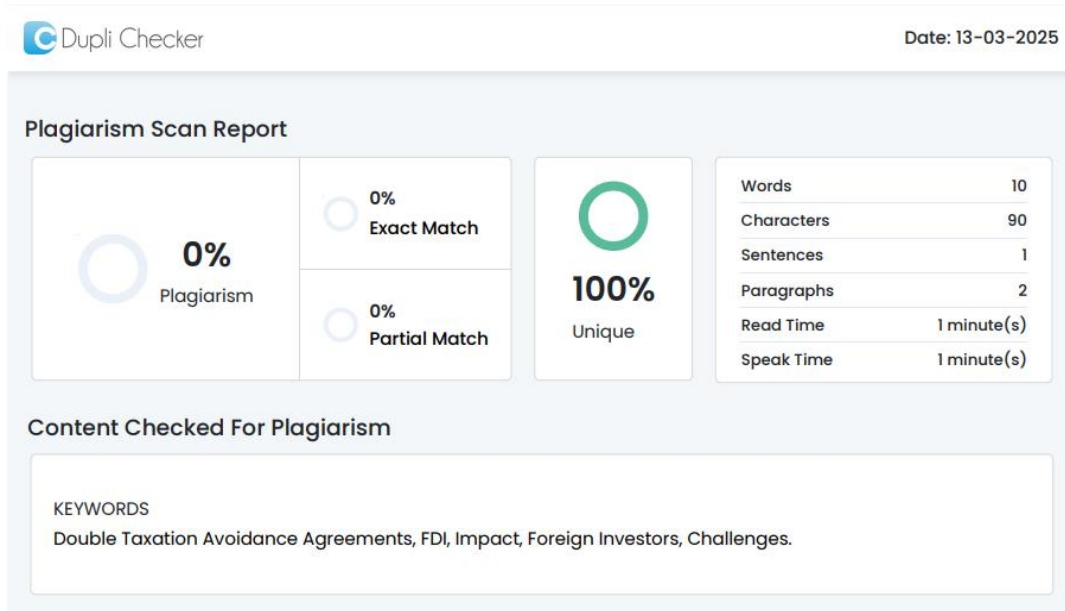 Dupli Checker
Date: 13-03-2025
Plagiarism Scan Report
0%
Plagiarism
0%
Exact Match
0%
Partial Match
100%
Unique
Words 10
Characters 90
Sentences 1
Paragraphs 2
Read Time 1 minute(s)
Speak Time 1 minute(s)
Content Checked For Plagiarism
KEYWORDS
Double Taxation Avoidance Agreements, FDI, Impact, Foreign Investors, Challenges.